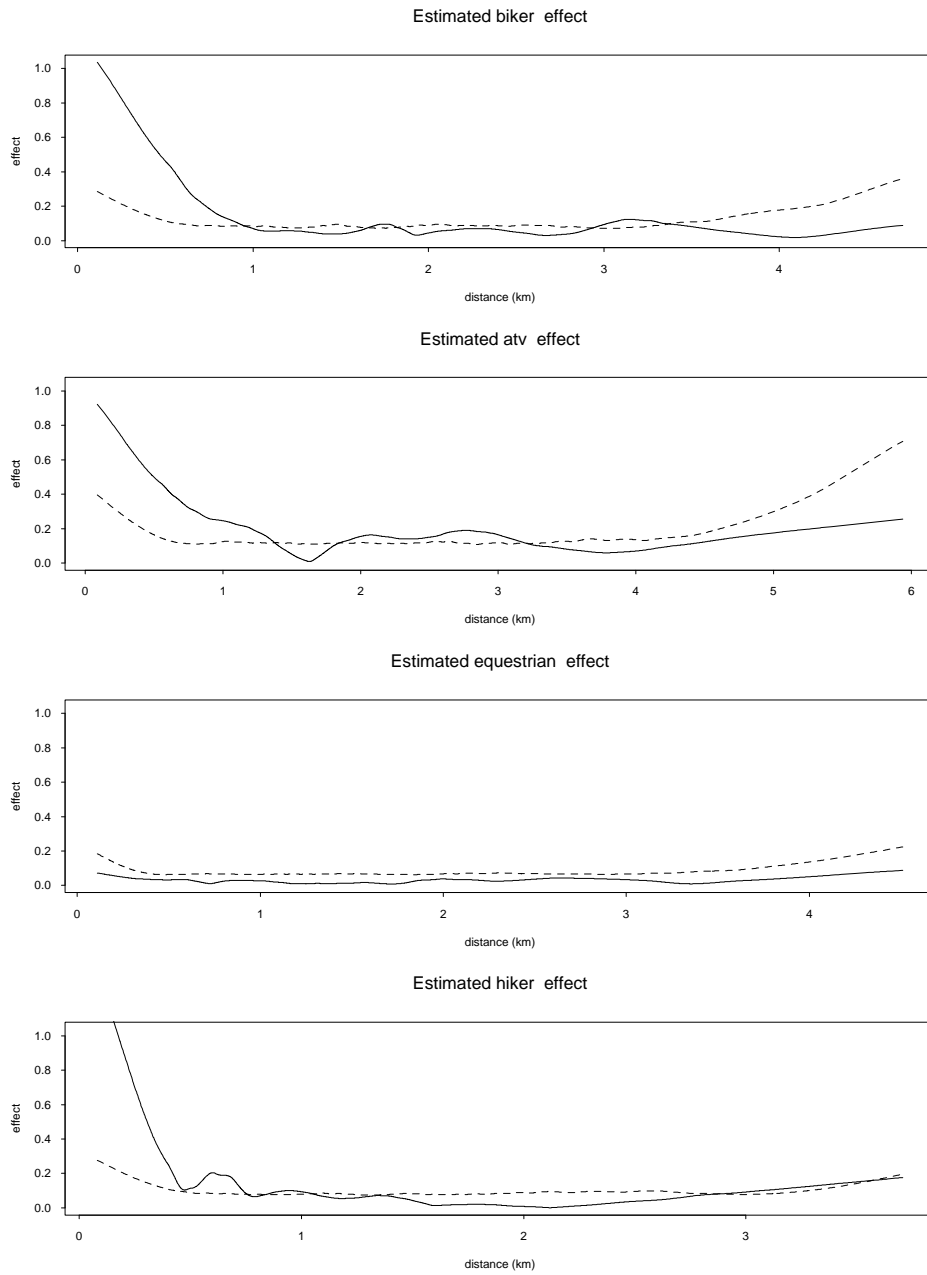 Estimated biker effect
effect
1.0
0.8
0.6
0.4
0.2
0.0
0 1 2 3 4
distance (km)
Estimated atv effect
effect
1.0
0.8
0.6
0.4
0.2
0.0
0 1 2 3 4 5 6
distance (km)
Estimated equestrian effect
effect
1.0
0.8
0.6
0.4
0.2
0.0
0 1 2 3 4
distance (km)
Estimated hiker effect
effect
1.0
0.8
0.6
0.4
0.2
0.0
0 1 2 3
distance (km)